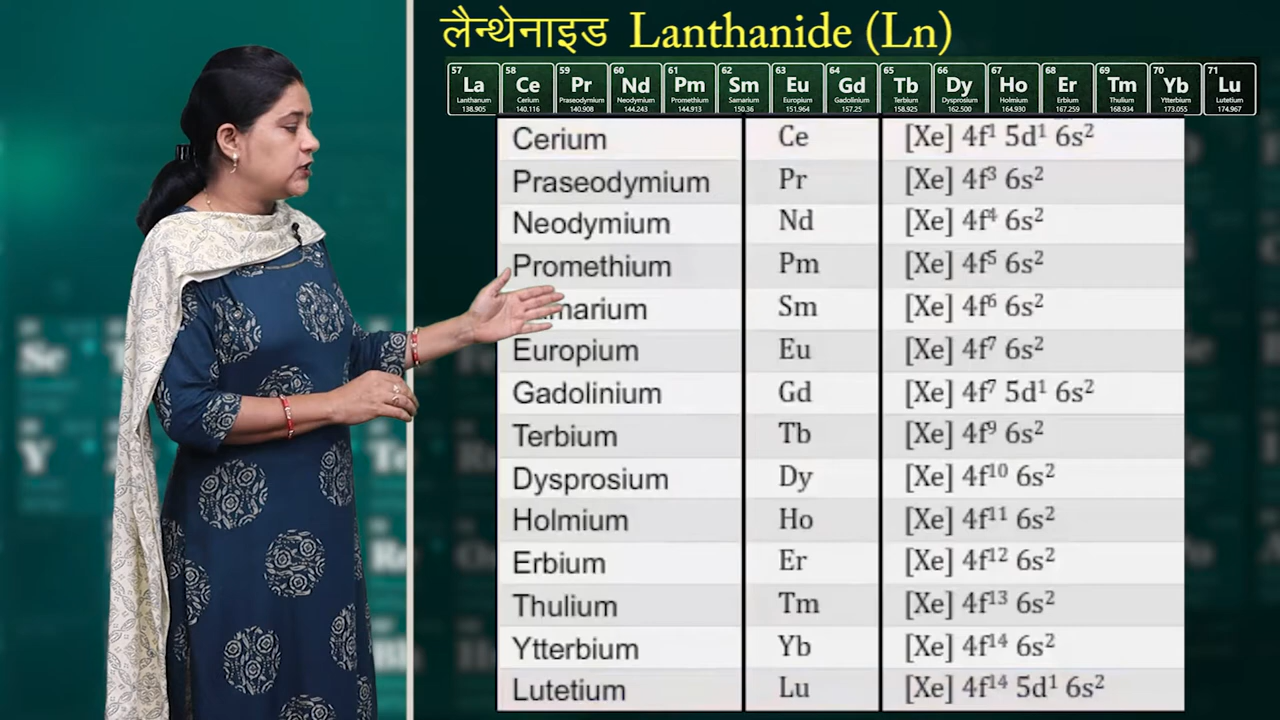 लैन्थेनाइड Lanthanide (Ln)
57 58 59 60 61 62 63 64 65 66 67 68 69 70 71
La Ce Pr Nd Pm Sm Eu Gd Tb Dy Ho Er Tm Yb Lu
Lanthanum Cerium Praseodymium Neodymium Promethium Samarium Europium Gadolinium Terbium Dysprosium Holmium Erbium Thulium Ytterbium Lutetium
138.905 140.116 140.908 144.243 144.913 150.36 151.964 157.25 158.925 162.500 164.930 167.259 168.934 173.055 174.967
Cerium Ce [Xe] 4f¹ 5d¹ 6s²
Praseodymium Pr [Xe] 4f³ 6s²
Neodymium Nd [Xe] 4f⁴ 6s²
Promethium Pm [Xe] 4f⁵ 6s²
marium Sm [Xe] 4f⁶ 6s²
Europium Eu [Xe] 4f⁷ 6s²
Gadolinium Gd [Xe] 4f⁷ 5d¹ 6s²
Terbium Tb [Xe] 4f⁹ 6s²
Dysprosium Dy [Xe] 4f¹⁰ 6s²
Holmium Ho [Xe] 4f¹¹ 6s²
Erbium Er [Xe] 4f¹² 6s²
Thulium Tm [Xe] 4f¹³ 6s²
Ytterbium Yb [Xe] 4f¹⁴ 6s²
Lutetium Lu [Xe] 4f¹⁴ 5d¹ 6s²
Se
Y